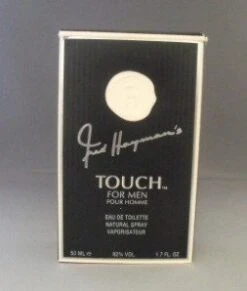 Fred Hayman's
TOUCH™
FOR MEN
POUR HOMME
EAU DE TOILETTE
NATURAL SPRAY
VAPORISATEUR
50 ML e 82% VOL. 1.7 FL. OZ